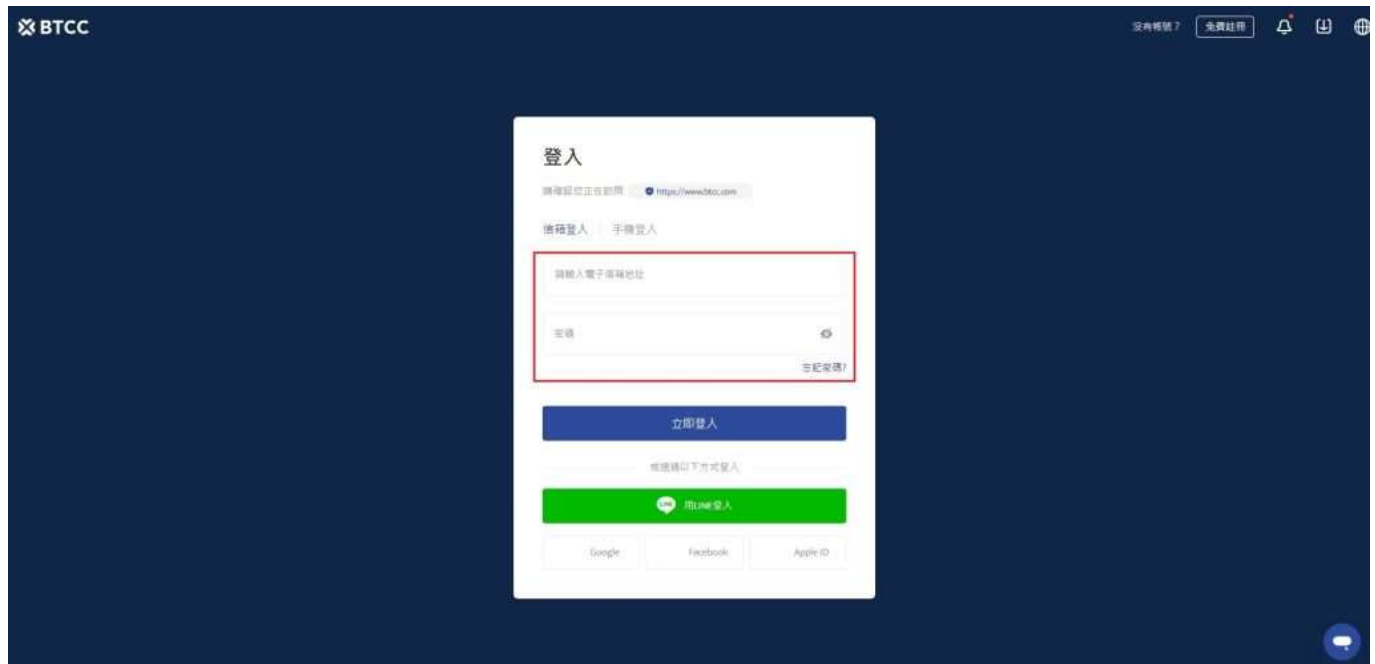 BTCC
沒有帳號？ 免費註冊
登入
請確認您正在訪問 https://www.btcc.com
信箱登入 手機登入
請輸入電子信箱地址
密碼
忘記密碼?
立即登入
或透過以下方式登入
LINE 用LINE登入
Google Facebook Apple ID